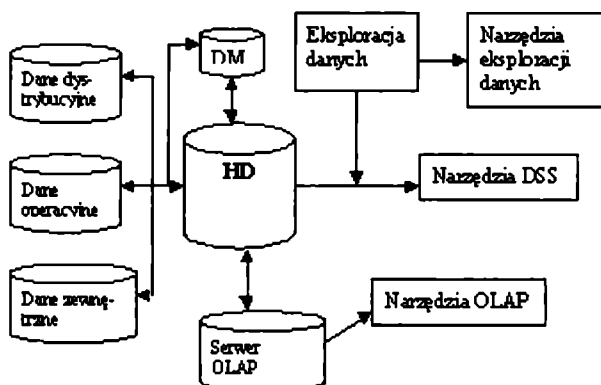 Dane dys-
trybucyjne
Dane
operacyjne
Dane zewnę-
trzne
DM
HD
Serwer
OLAP
Eksploracja
danych
Narzędzia
eksploracji
danych
Narzędzia DSS
Narzędzia OLAP